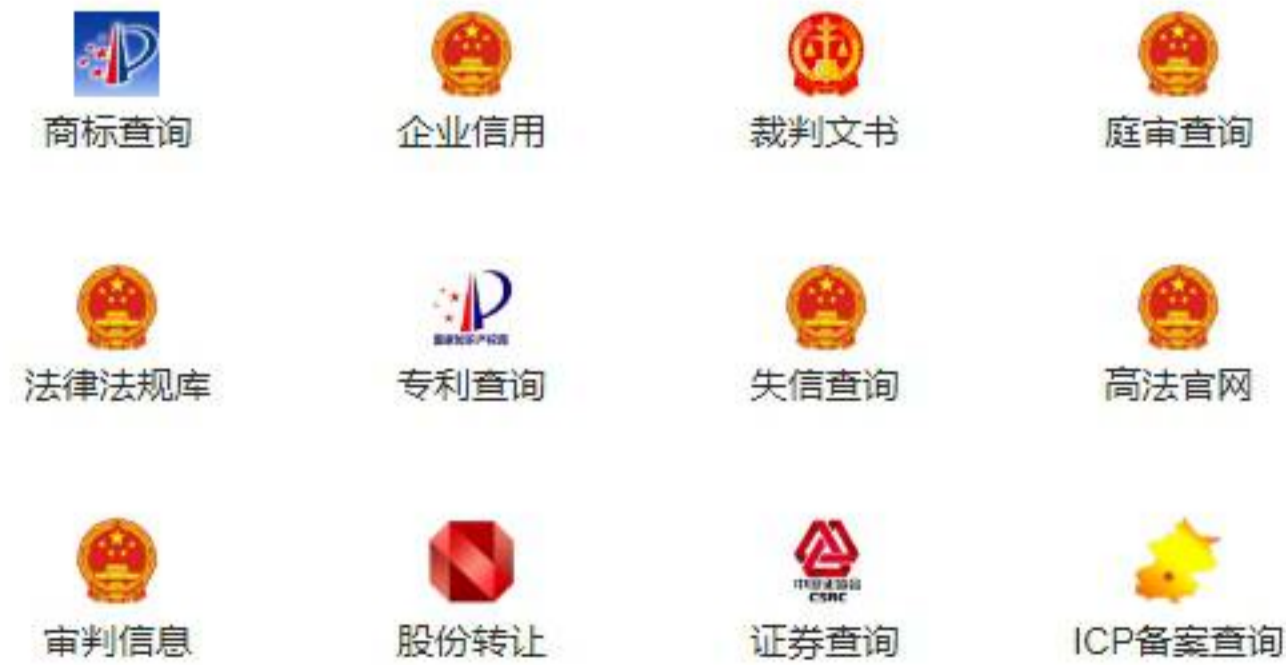 商标查询
企业信用
裁判文书
庭审查询
法律法规库
专利查询
失信查询
高法官网
审判信息
股份转让
CSRC
证券查询
ICP备案查询